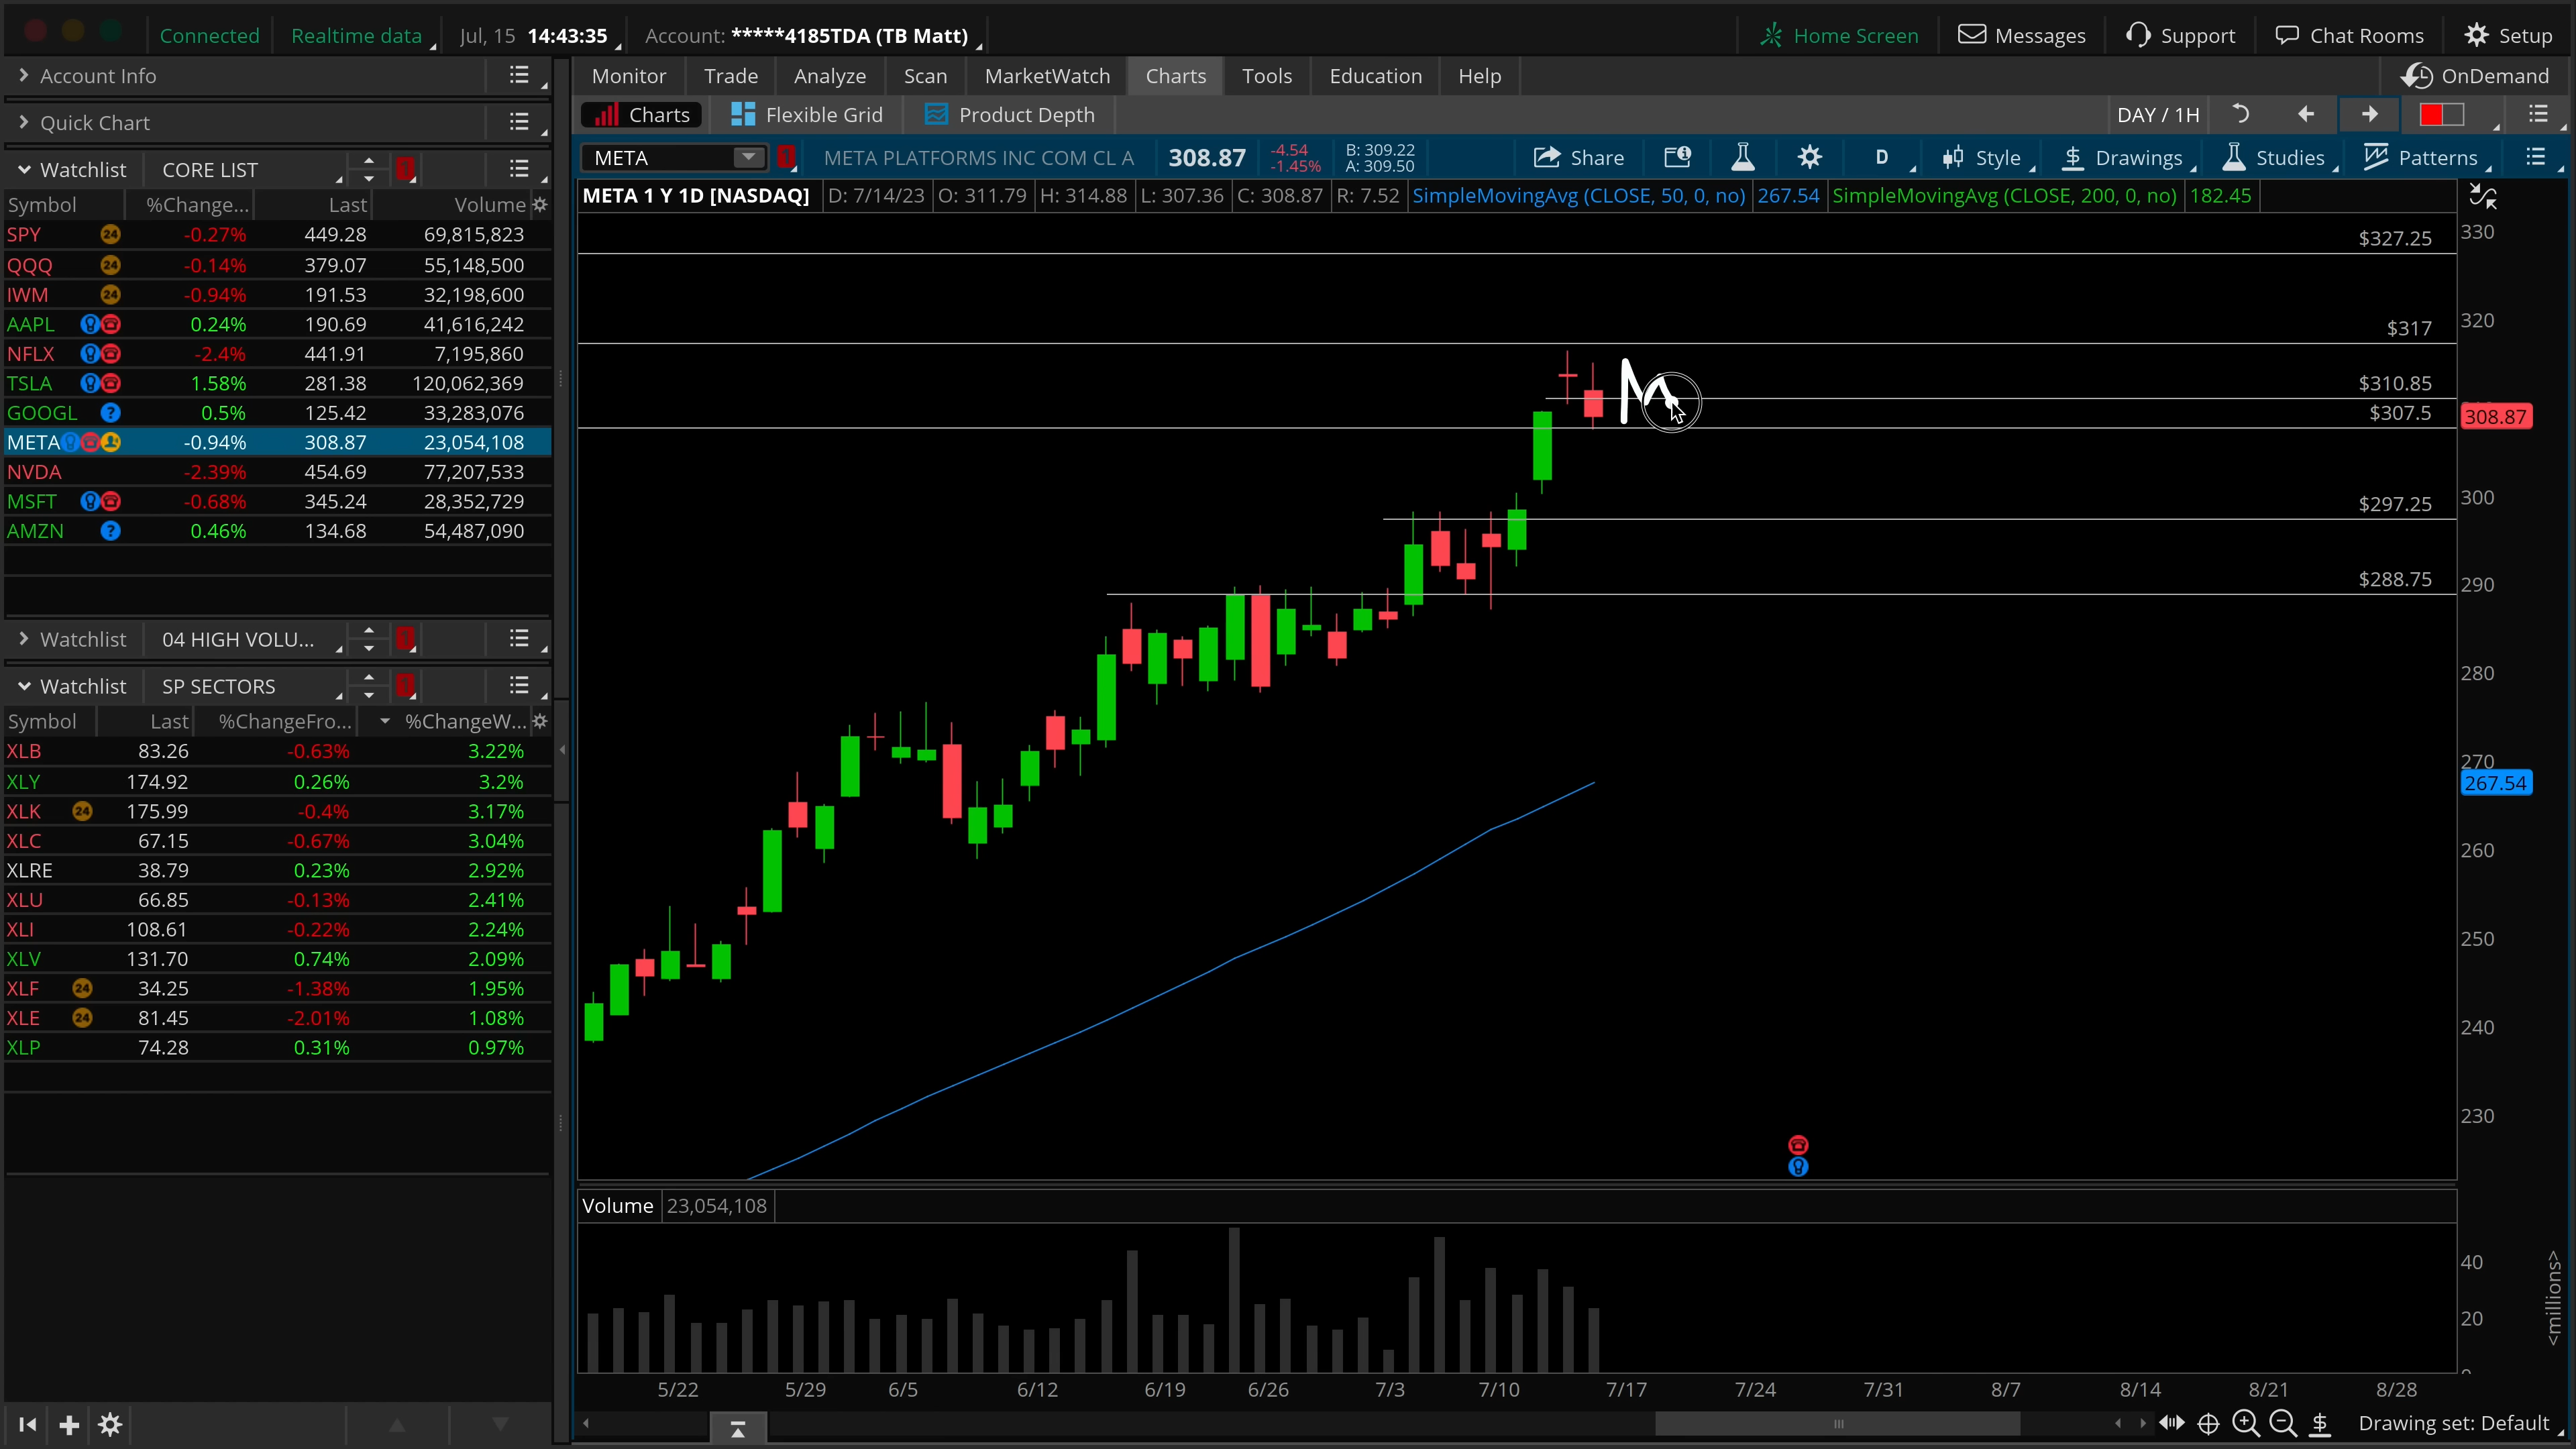 Connected Realtime data Jul, 15 14:43:35 Account: *****4185TDA (TB Matt) Home Screen Messages Support Chat Rooms Setup
Account Info
Quick Chart
Watchlist CORE LIST 1
Symbol %Change... Last Volume
SPY 24 -0.27% 449.28 69,815,823
QQQ 24 -0.14% 379.07 55,148,500
IWM 24 -0.94% 191.53 32,198,600
AAPL 0.24% 190.69 41,616,242
NFLX -2.4% 441.91 7,195,860
TSLA 1.58% 281.38 120,062,369
GOOGL ? 0.5% 125.42 33,283,076
META -0.94% 308.87 23,054,108
NVDA -2.39% 454.69 77,207,533
MSFT -0.68% 345.24 28,352,729
AMZN ? 0.46% 134.68 54,487,090
Watchlist 04 HIGH VOLU...
Watchlist SP SECTORS 1
Symbol Last %ChangeFro... %ChangeW...
XLB 83.26 -0.63% 3.22%
XLY 174.92 0.26% 3.2%
XLK 24 175.99 -0.4% 3.17%
XLC 67.15 -0.67% 3.04%
XLRE 38.79 0.23% 2.92%
XLU 66.85 -0.13% 2.41%
XLI 108.61 -0.22% 2.24%
XLV 131.70 0.74% 2.09%
XLF 24 34.25 -1.38% 1.95%
XLE 24 81.45 -2.01% 1.08%
XLP 74.28 0.31% 0.97%
Monitor Trade Analyze Scan MarketWatch Charts Tools Education Help OnDemand
Charts Flexible Grid Product Depth DAY / 1H
META 1 META PLATFORMS INC COM CL A 308.87 -4.54 B: 309.22 Share D Style Drawings Studies Patterns
-1.45% A: 309.50
META 1 Y 1D [NASDAQ] D: 7/14/23 O: 311.79 H: 314.88 L: 307.36 C: 308.87 R: 7.52 SimpleMovingAvg (CLOSE, 50, 0, no) 267.54 SimpleMovingAvg (CLOSE, 200, 0, no) 182.45
$327.25 330
$317 320
$310.85
$307.5 308.87
$297.25 300
$288.75 290
280
270
267.54
260
250
240
230
Volume 23,054,108
40
20
<millions>
5/22 5/29 6/5 6/12 6/19 6/26 7/3 7/10 7/17 7/24 7/31 8/7 8/14 8/21 8/28
Drawing set: Default